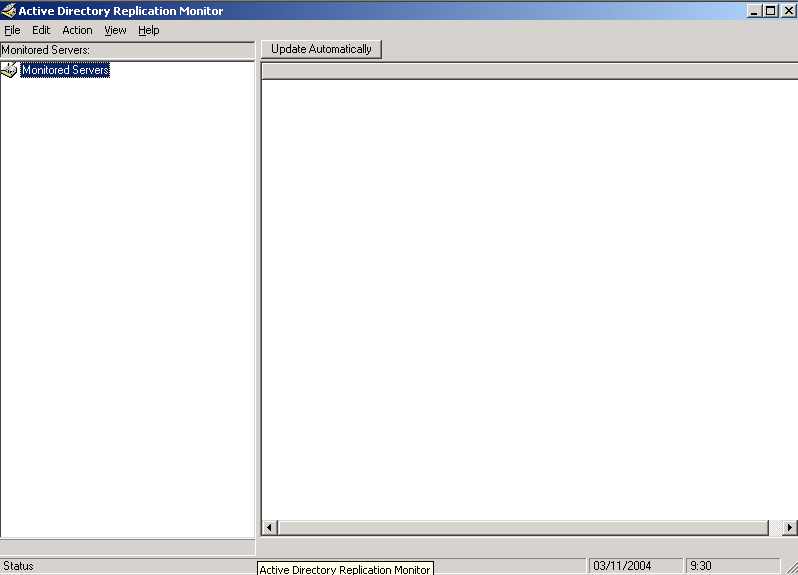 Active Directory Replication Monitor
File Edit Action View Help
Monitored Servers:
Update Automatically
Monitored Servers
Status
03/11/2004
9:30
Active Directory Replication Monitor